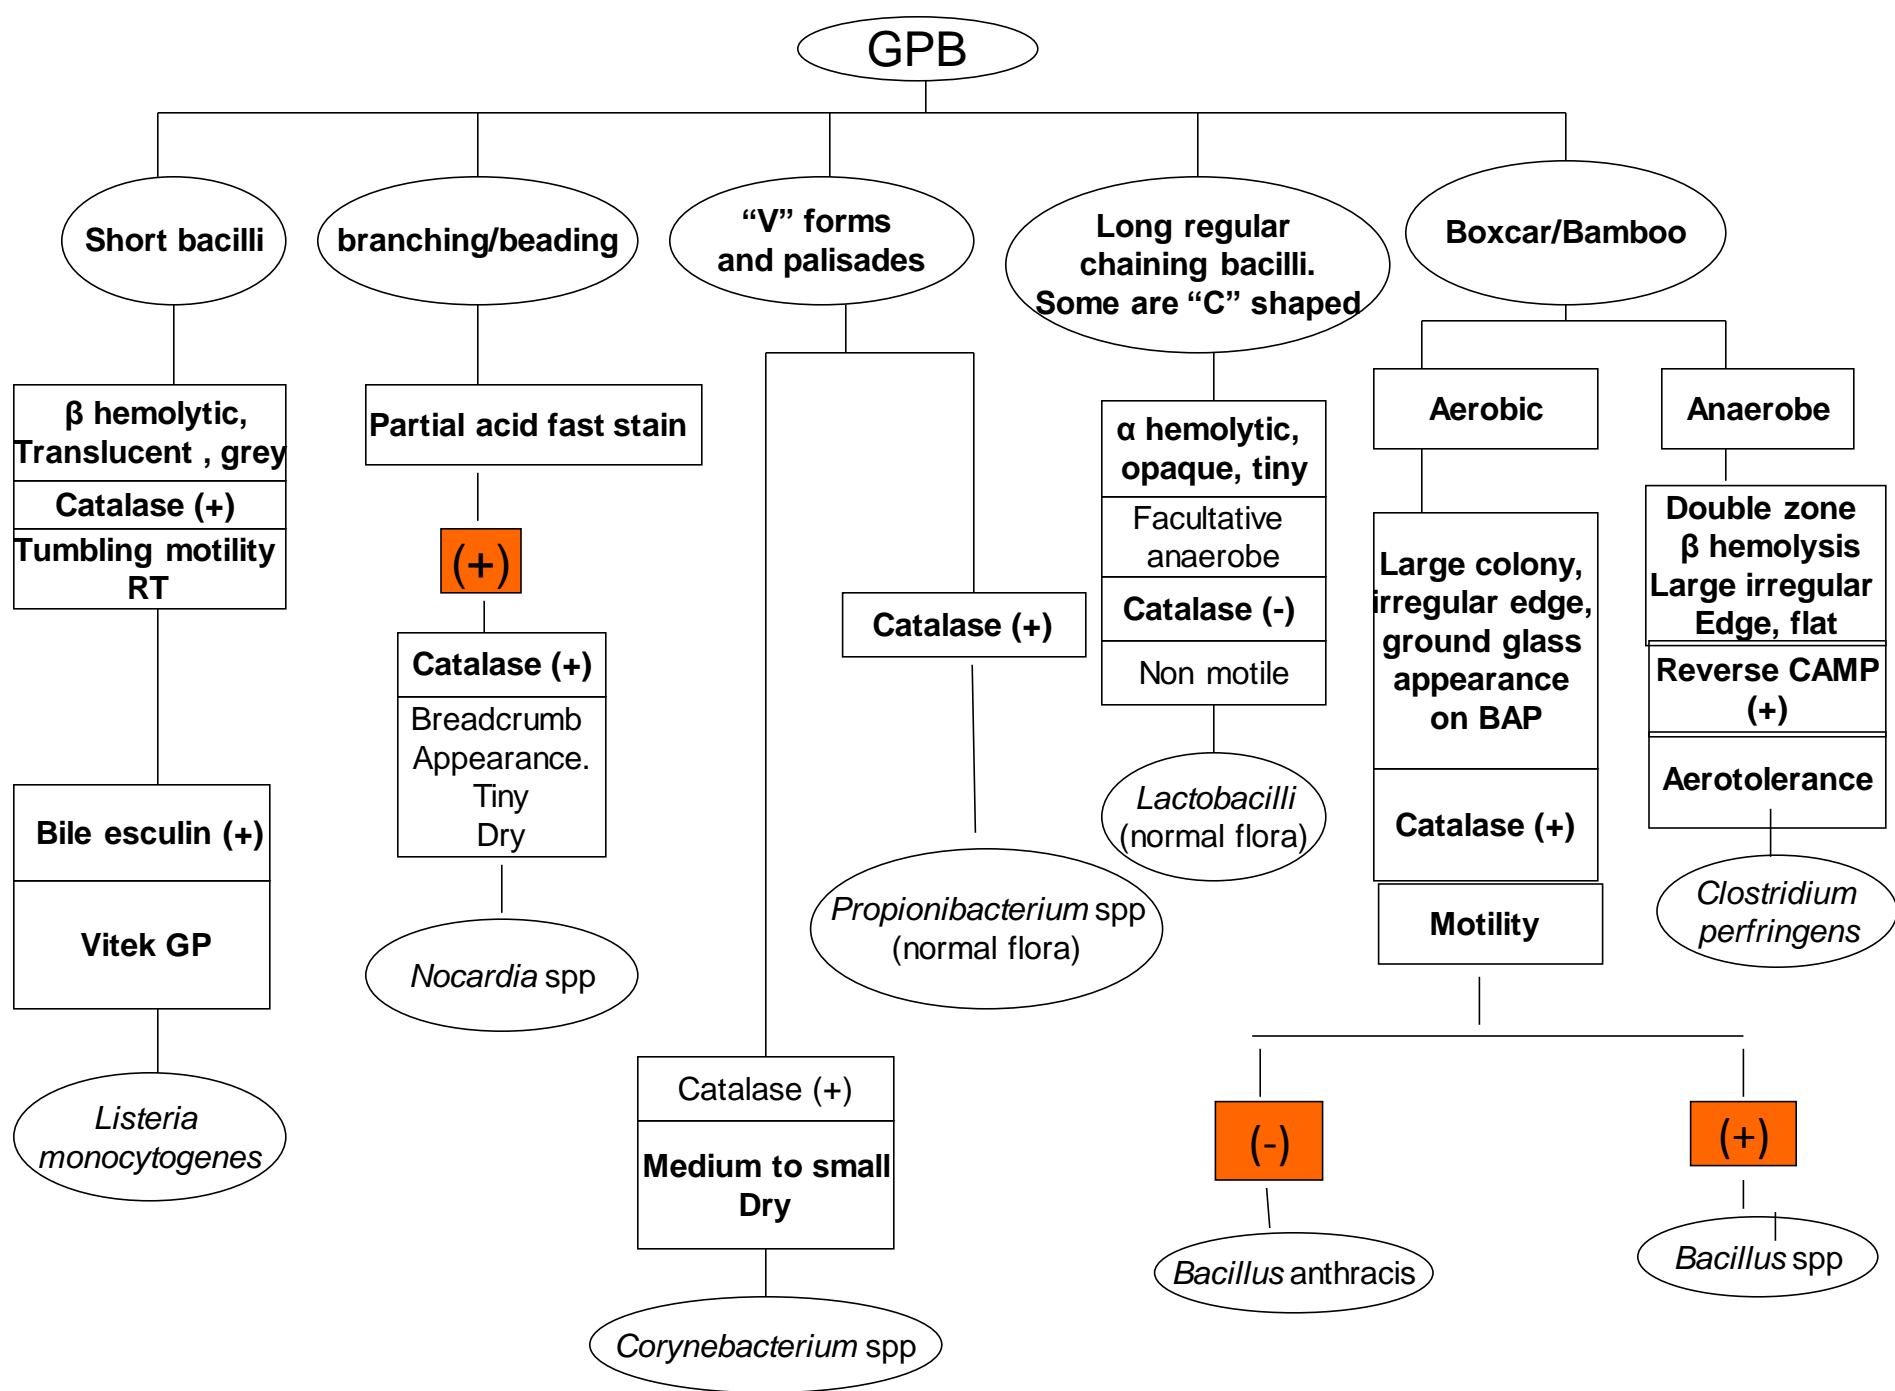 GPB
Short bacilli
branching/beading
“V” forms
and palisades
Long regular
chaining bacilli.
Some are “C” shaped
Boxcar/Bamboo
β hemolytic,
Translucent , grey
Catalase (+)
Tumbling motility
RT
Bile esculin (+)
Vitek GP
Listeria
monocytogenes
Partial acid fast stain
(+)
Catalase (+)
Breadcrumb
Appearance.
Tiny
Dry
Nocardia spp
Catalase (+)
Medium to small
Dry
Corynebacterium spp
Catalase (+)
Propionibacterium spp
(normal flora)
α hemolytic,
opaque, tiny
Facultative
anaerobe
Catalase (-)
Non motile
Lactobacilli
(normal flora)
Aerobic
Large colony,
irregular edge,
ground glass
appearance
on BAP
Catalase (+)
Motility
(-)
Bacillus anthracis
(+)
Bacillus spp
Anaerobe
Double zone
β hemolysis
Large irregular
Edge, flat
Reverse CAMP
(+)
Aerotolerance
Clostridium
perfringens